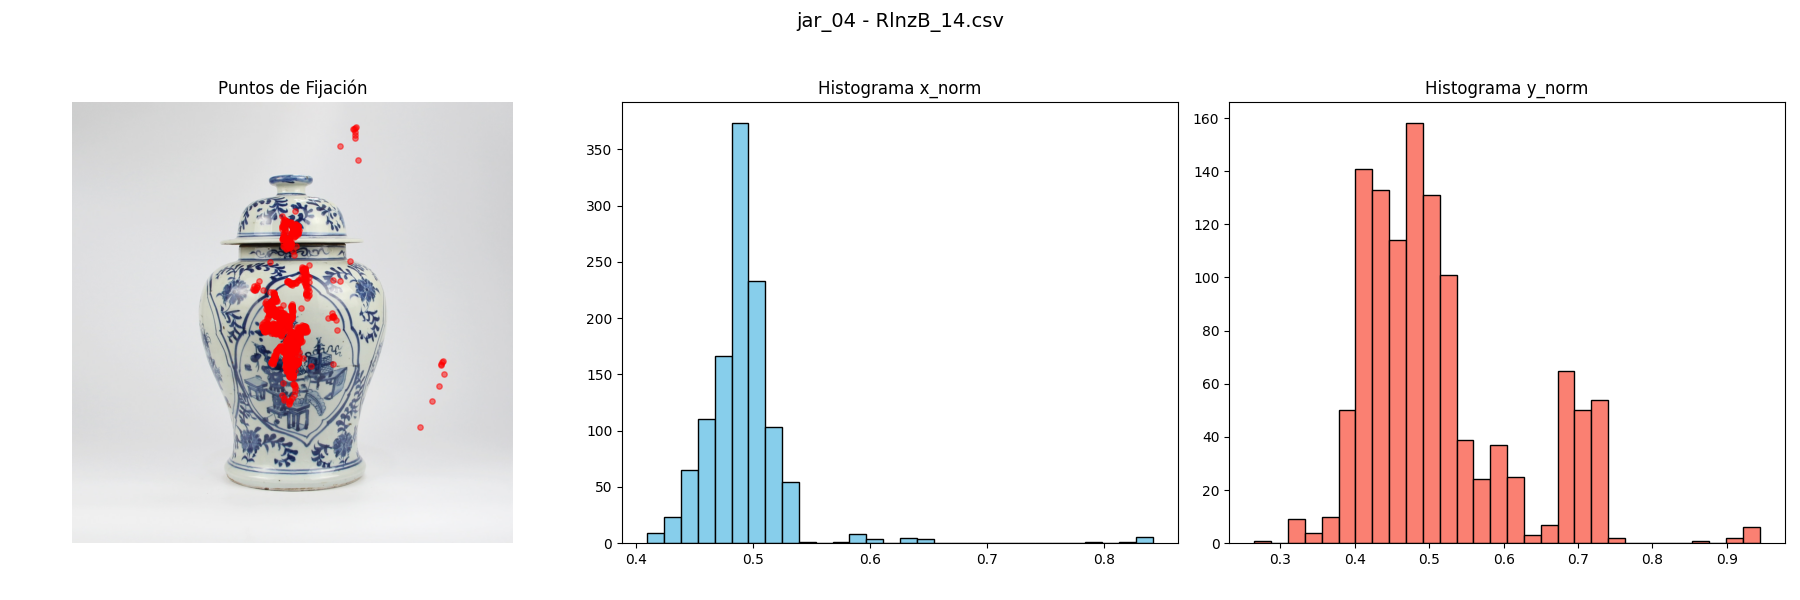 jar_04 - RlnzB_14.csv
Puntos de Fijación
Histograma x_norm
350
300
250
200
150
100
50
0
0.4 0.5 0.6 0.7 0.8
Histograma y_norm
160
140
120
100
80
60
40
20
0
0.3 0.4 0.5 0.6 0.7 0.8 0.9